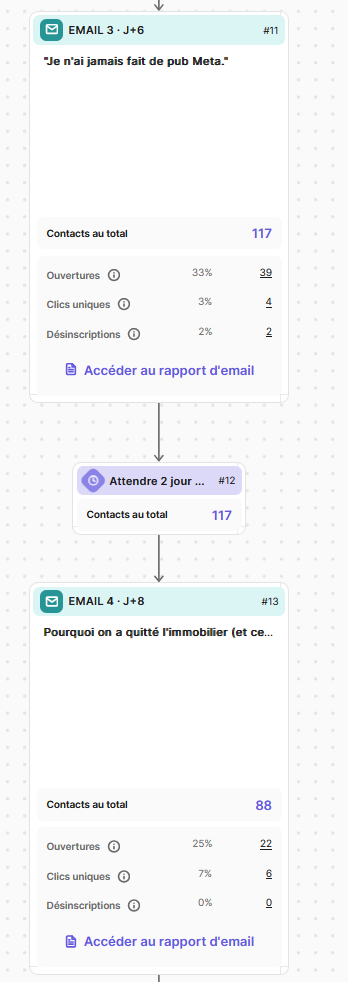 EMAIL 3 · J+6 #11
"Je n'ai jamais fait de pub Meta."
Contacts au total 117
Ouvertures 33% 39
Clics uniques 3% 4
Désinscriptions 2% 2
Accéder au rapport d'email
Attendre 2 jour ... #12
Contacts au total 117
EMAIL 4 · J+8 #13
Pourquoi on a quitté l'immobilier (et ce...
Contacts au total 88
Ouvertures 25% 22
Clics uniques 7% 6
Désinscriptions 0% 0
Accéder au rapport d'email